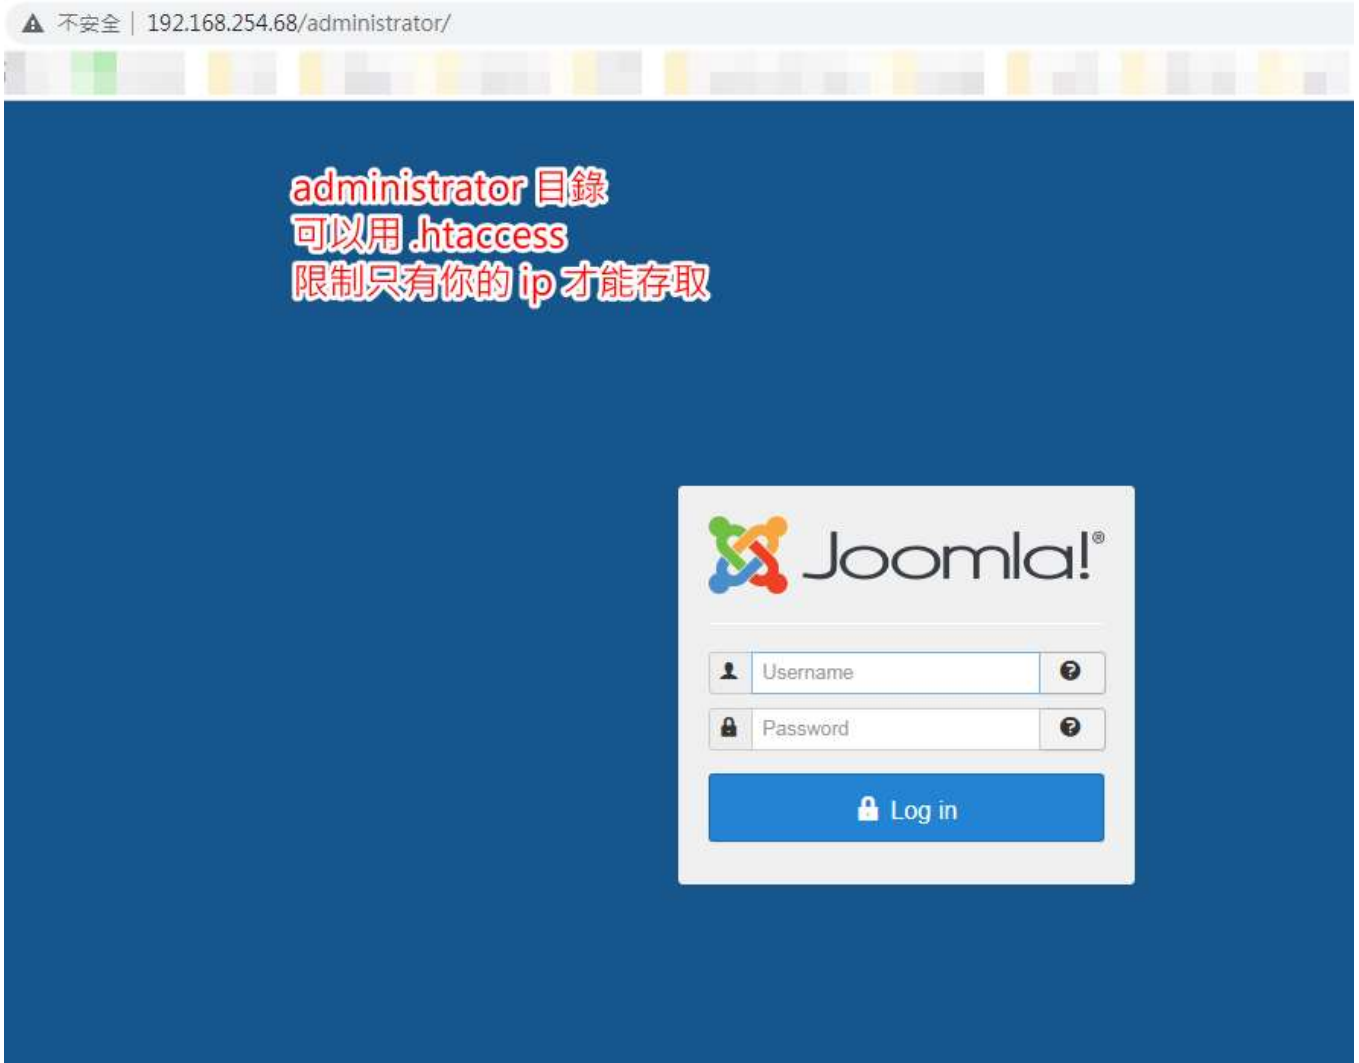 不安全 | 192.168.254.68/administrator/
administrator 目錄
可以用 .htaccess
限制只有你的 ip 才能存取
Joomla!®
Username
Password
Log in